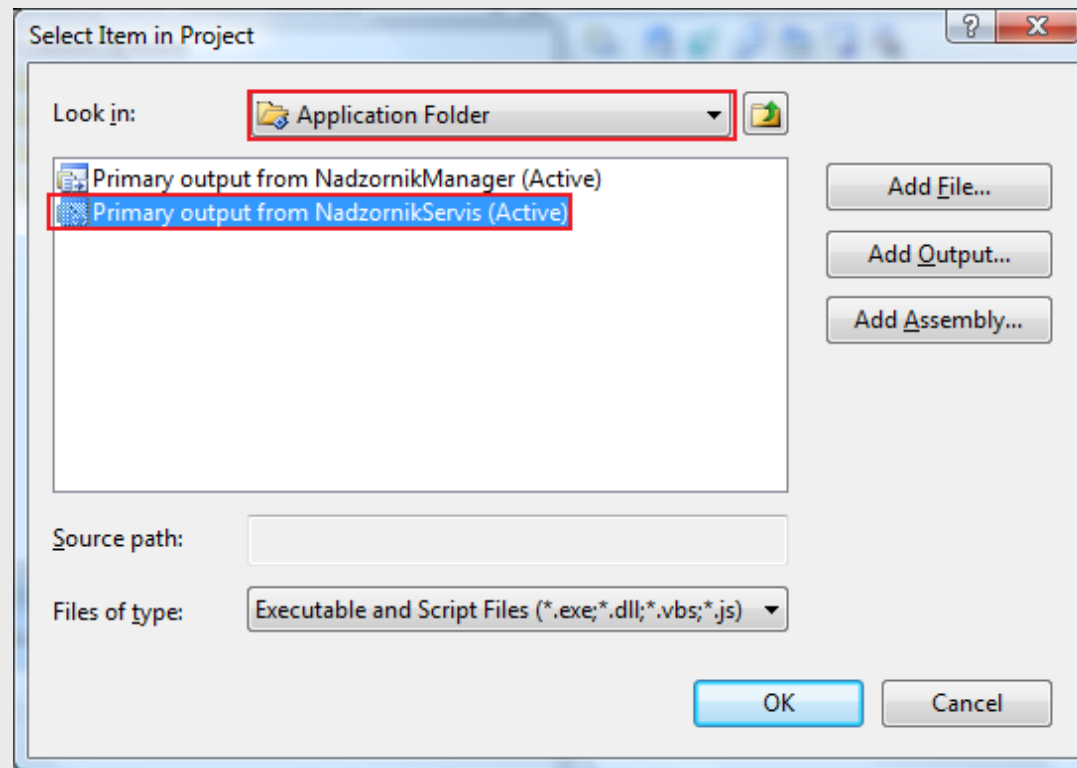 Select Item in Project
Look in:
Application Folder
Primary output from NadzornikManager (Active)
Primary output from NadzornikServis (Active)
Add File...
Add Output...
Add Assembly...
Source path:
Files of type:
Executable and Script Files (*.exe;*.dll;*.vbs;*.js)
OK
Cancel